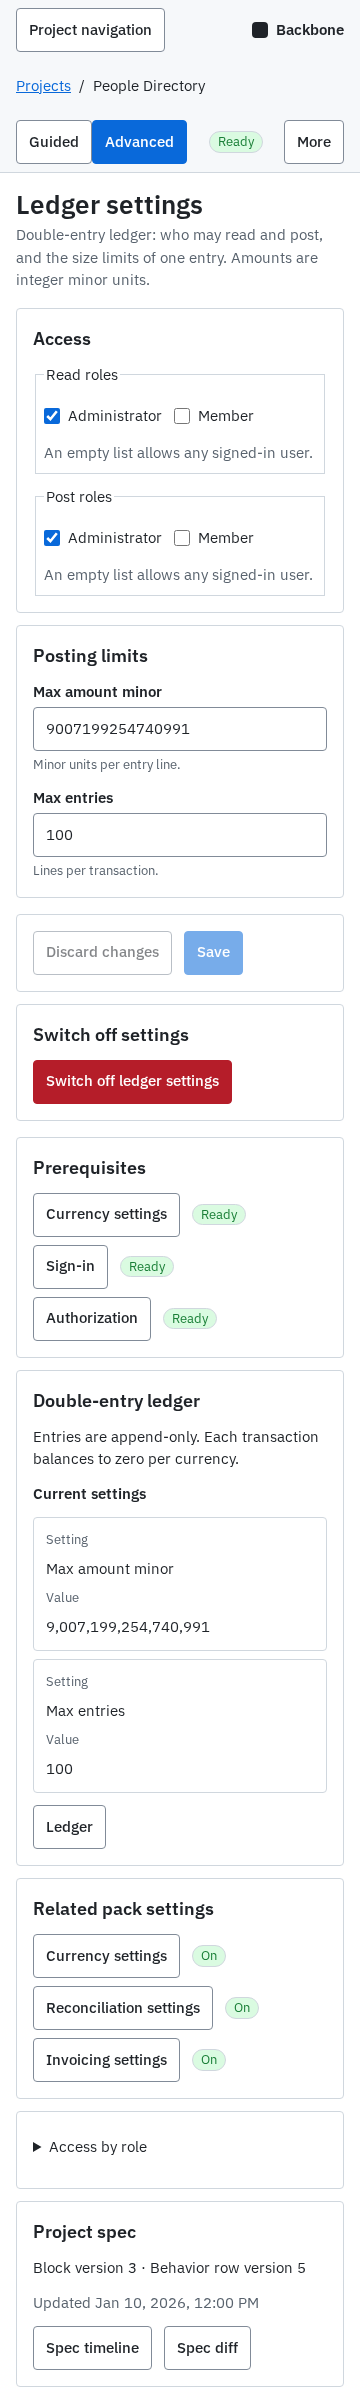 Project navigation
Backbone
Projects / People Directory
Guided Advanced Ready More
Ledger settings
Double-entry ledger: who may read and post,
and the size limits of one entry. Amounts are
integer minor units.
Access
Read roles
Administrator Member
An empty list allows any signed-in user.
Post roles
Administrator Member
An empty list allows any signed-in user.
Posting limits
Max amount minor
9007199254740991
Minor units per entry line.
Max entries
100
Lines per transaction.
Discard changes Save
Switch off settings
Switch off ledger settings
Prerequisites
Currency settings Ready
Sign-in Ready
Authorization Ready
Double-entry ledger
Entries are append-only. Each transaction
balances to zero per currency.
Current settings
Setting
Max amount minor
Value
9,007,199,254,740,991
Setting
Max entries
Value
100
Ledger
Related pack settings
Currency settings On
Reconciliation settings On
Invoicing settings On
Access by role
Project spec
Block version 3 · Behavior row version 5
Updated Jan 10, 2026, 12:00 PM
Spec timeline Spec diff